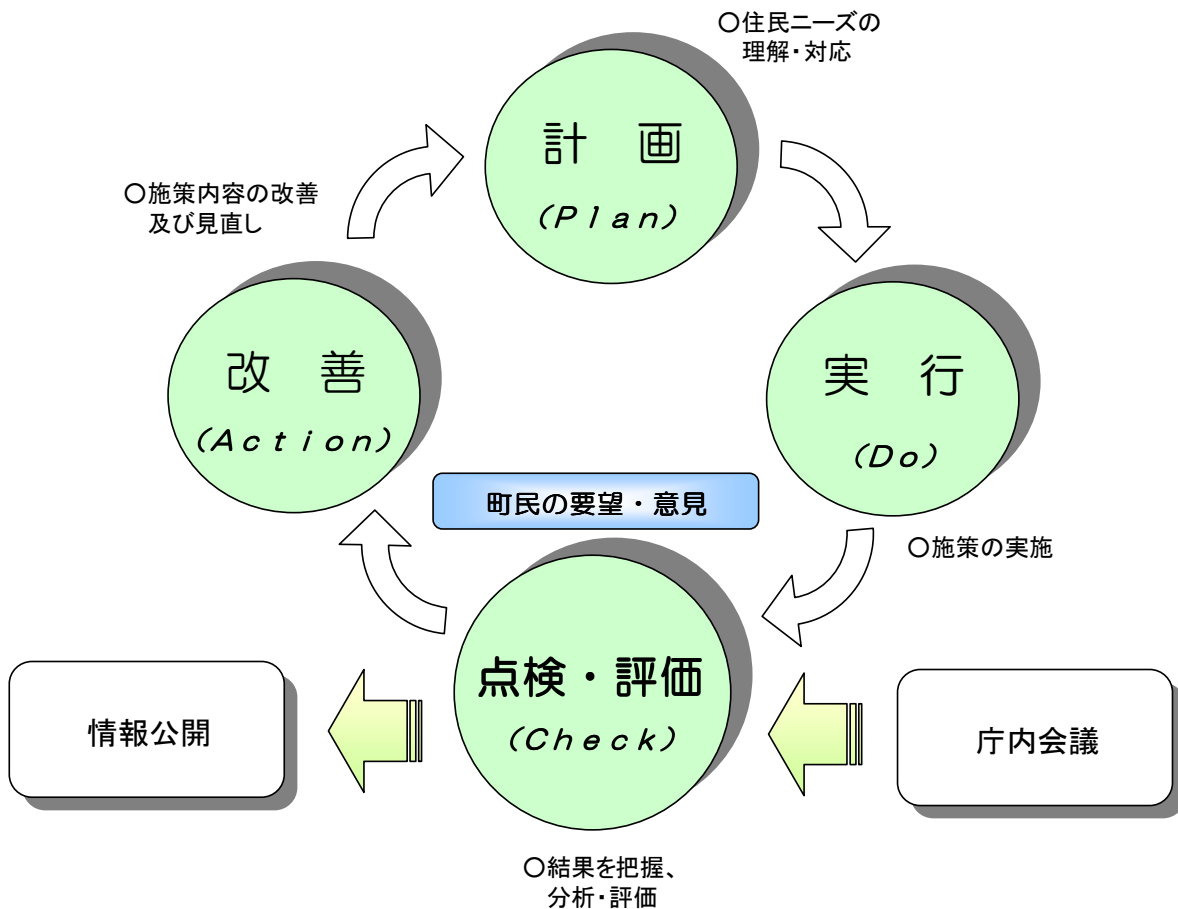 ○住民ニーズの
理解・対応
計　画
(Plan)
○施策内容の改善
及び見直し
改　善
(Action)
実　行
(Do)
町民の要望・意見
○施策の実施
点検・評価
(Check)
情報公開
庁内会議
○結果を把握、
分析・評価